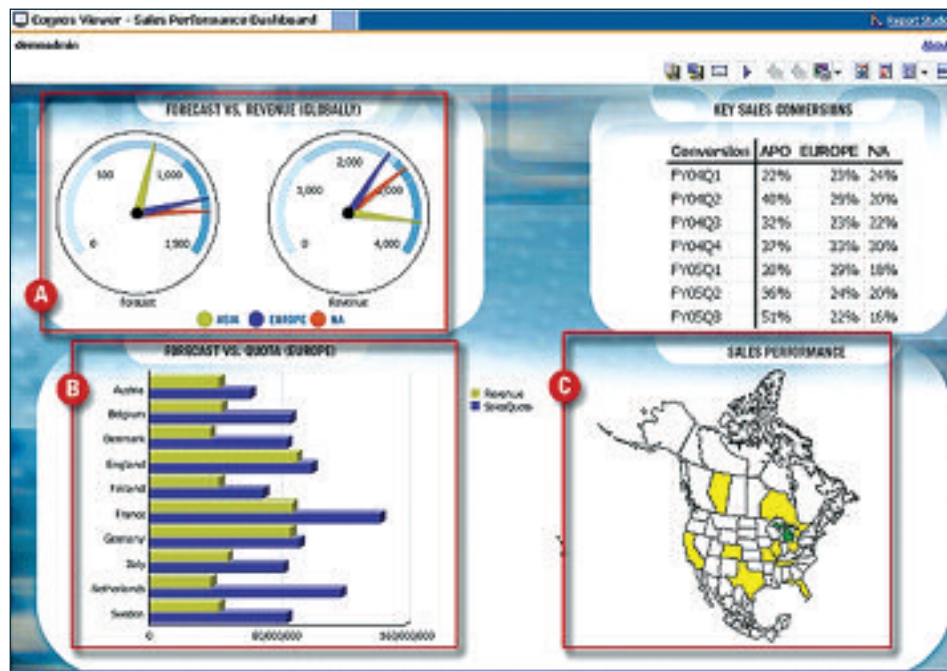 Cognos Viewer - Sales Performance Dashboard
Report Studio
demoadmin
About
FORECAST VS. REVENUE (GLOBALLY)
500
1,000
0
1,500
Forecast
2,000
0
4,000
Revenue
ASIA
EUROPE
NA
A
KEY SALES CONVERSIONS
Conversion APO EUROPE NA
FY04Q1 22% 23% 24%
FY04Q2 40% 29% 20%
FY04Q3 32% 23% 22%
FY04Q4 37% 33% 30%
FY05Q1 29% 18%
FY05Q2 36% 24% 20%
FY05Q3 51% 22% 16%
FORECAST VS. QUOTA (EUROPE)
B
Austria
Belgium
Denmark
England
Finland
France
Germany
Italy
Netherlands
Sweden
0
Revenue
SalesQuota
SALES PERFORMANCE
C